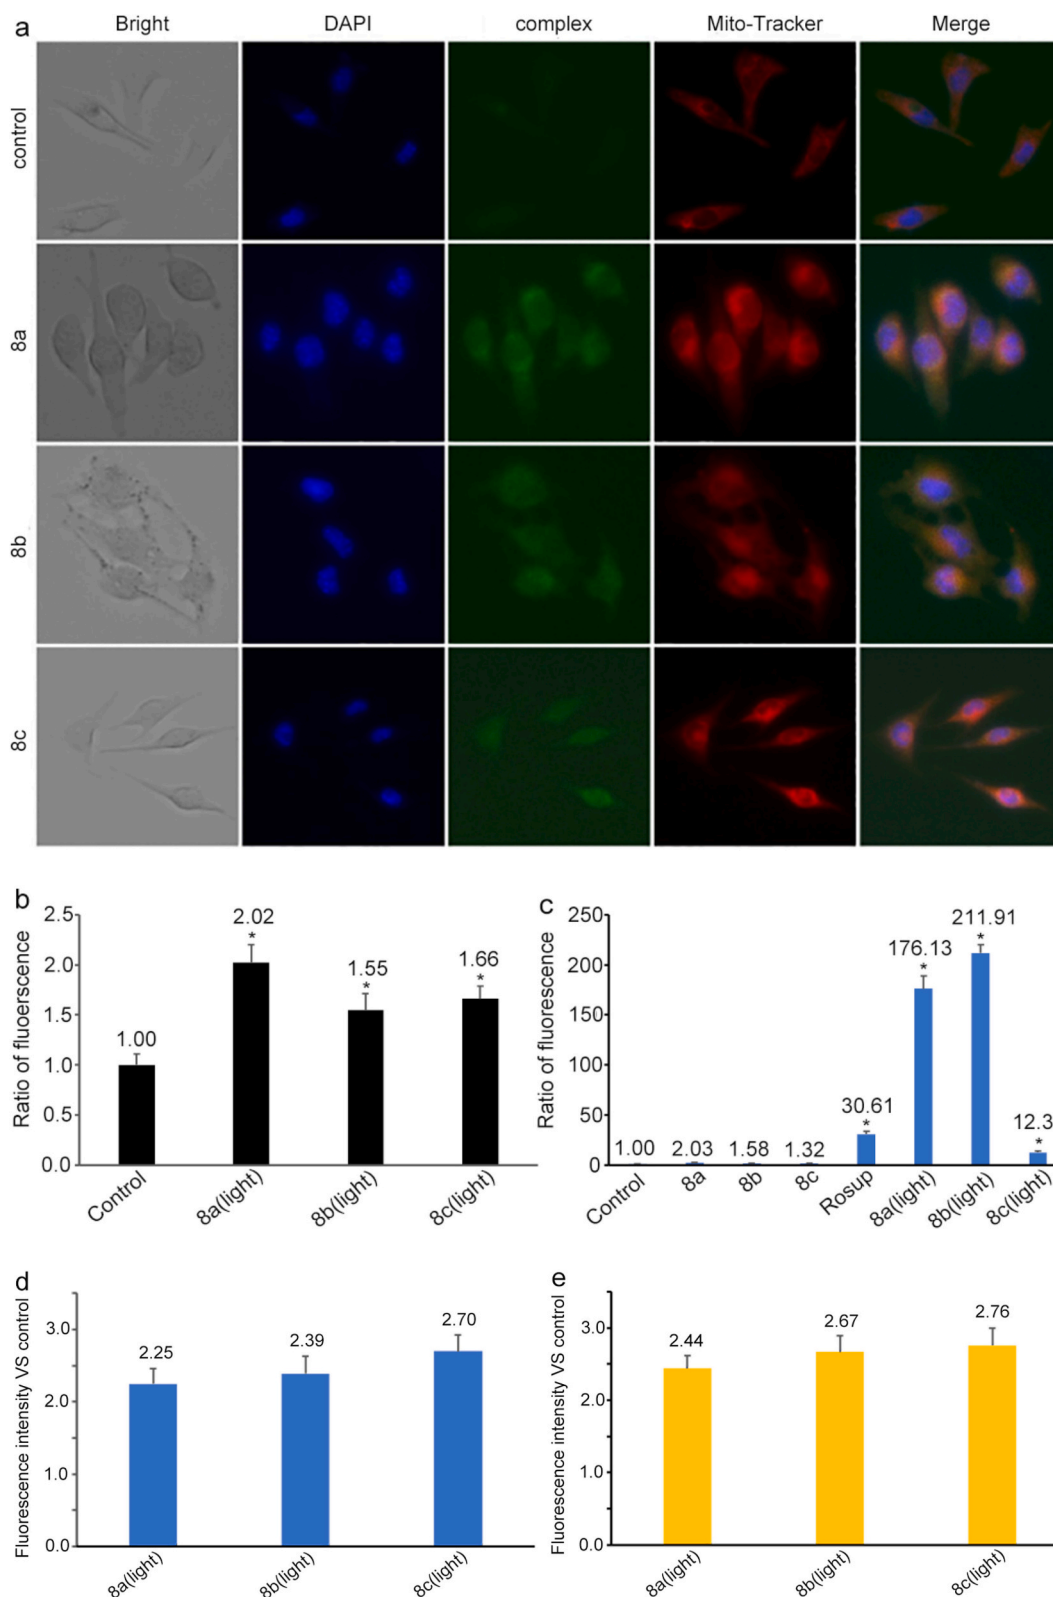 a
Bright DAPI complex Mito-Tracker Merge
control
8a
8b
8c
b
Ratio of fluoerscence
2.5
2.0
1.5
1.0
0.5
0.0
1.00
2.02
*
1.55
*
1.66
*
Control 8a(light) 8b(light) 8c(light)
c
Ratio of fluorescence
250
200
150
100
50
0
1.00 2.03 1.58 1.32
30.61
*
176.13
*
211.91
*
12.3
*
Control 8a 8b 8c Rosup 8a(light) 8b(light) 8c(light)
d
Fluorescence intensity VS control
3.0
2.0
1.0
0.0
2.25 2.39 2.70
8a(light) 8b(light) 8c(light)
e
Fluorescence intensity VS control
3.0
2.0
1.0
0.0
2.44 2.67 2.76
8a(light) 8b(light) 8c(light)